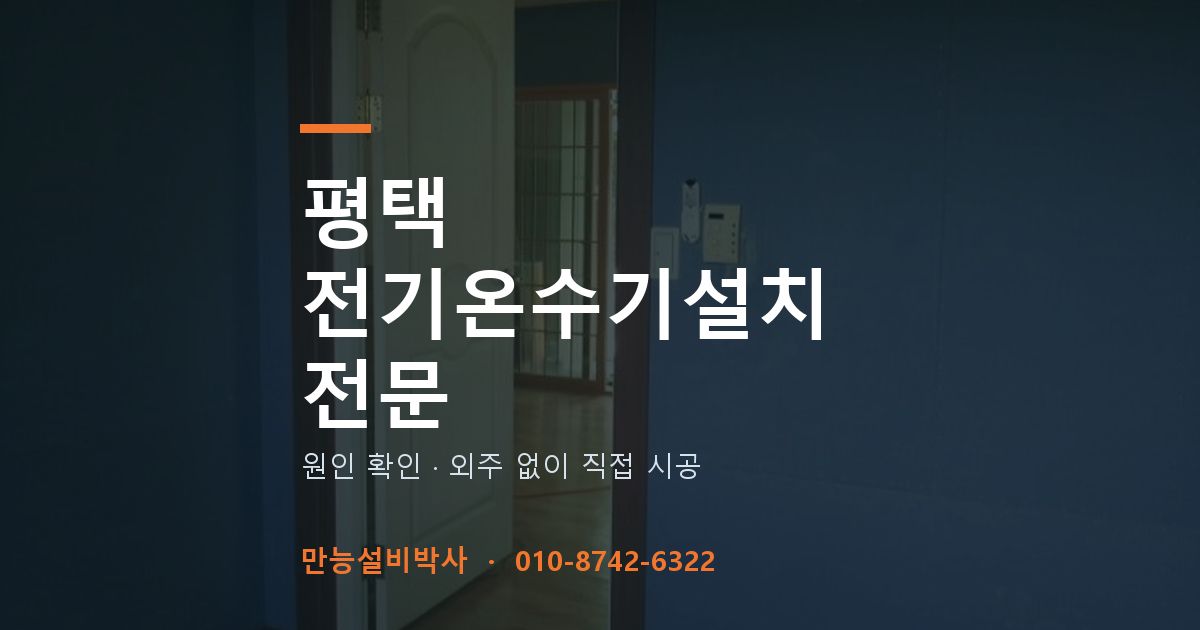 평택
전기온수기설치
전문
원인 확인 · 외주 없이 직접 시공
만능설비박사 · 010-8742-6322